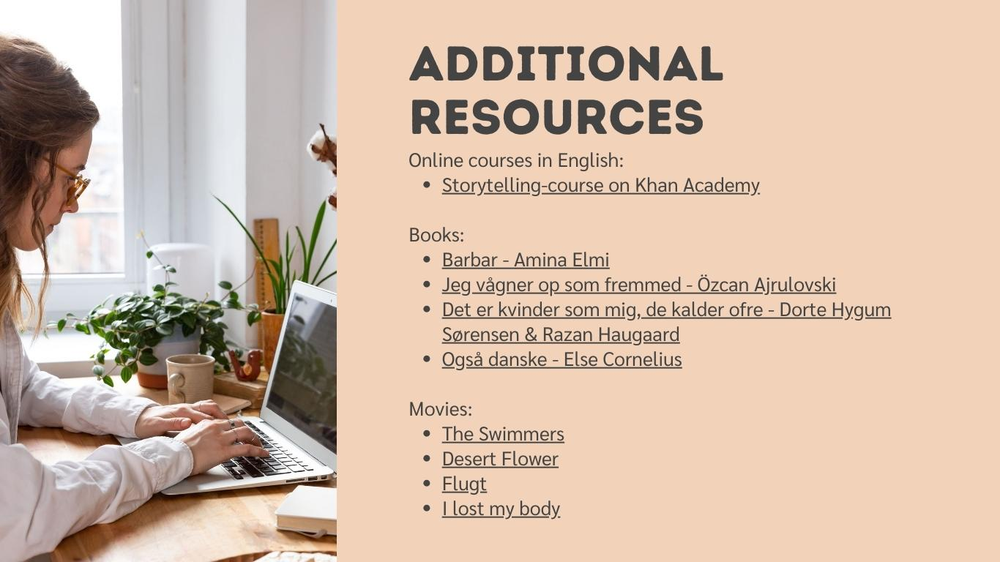 ADDITIONAL
RESOURCES
Online courses in English:
• Storytelling-course on Khan Academy
Books:
• Barbar - Amina Elmi
• Jeg vågner op som fremmed - Özcan Ajrulovski
• Det er kvinder som mig, de kalder ofre - Dorte Hygum
Sørensen & Razan Haugaard
• Også danske - Else Cornelius
Movies:
• The Swimmers
• Desert Flower
• Flugt
• I lost my body